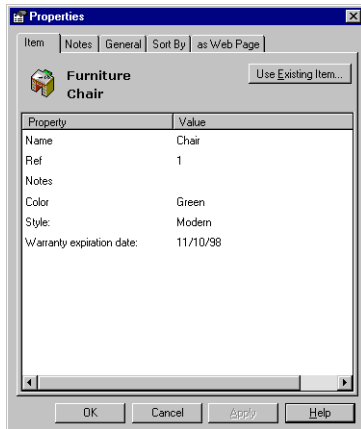 Properties
Item Notes General Sort By as Web Page
Furniture
Chair
Use Existing Item...
Property Value
Name Chair
Ref 1
Notes
Color Green
Style: Modern
Warranty expiration date: 11/10/98
OK Cancel Apply Help